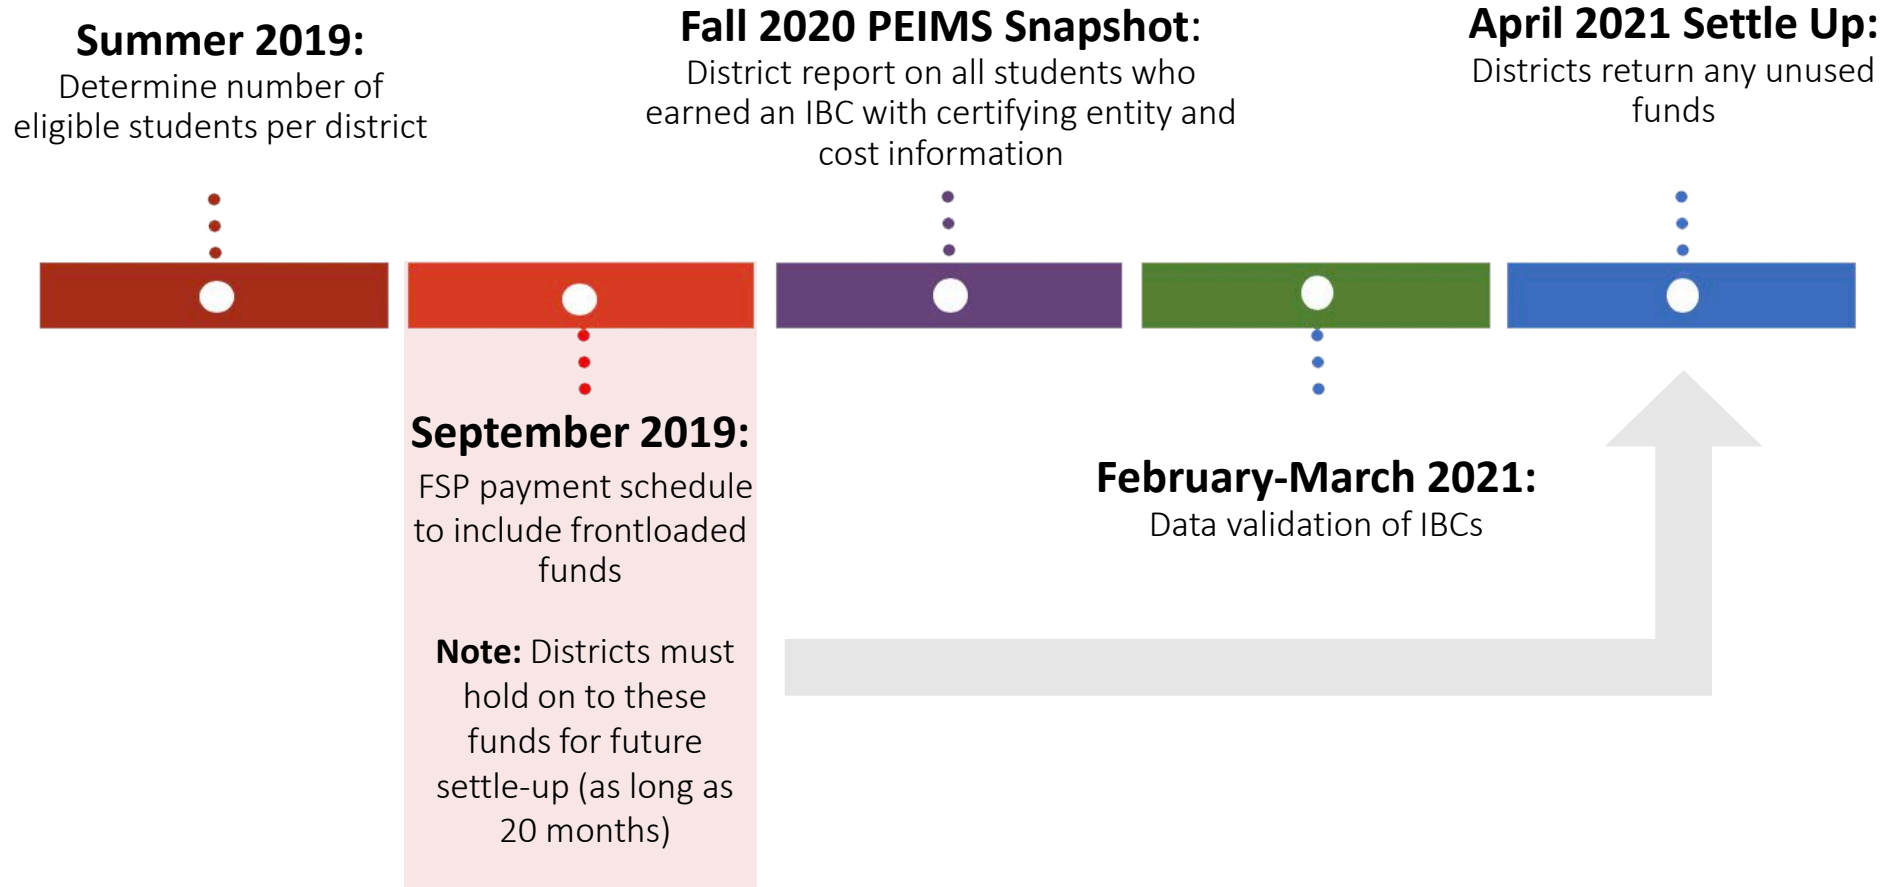 Summer 2019:
Determine number of
eligible students per district
Fall 2020 PEIMS Snapshot:
District report on all students who
earned an IBC with certifying entity and
cost information
April 2021 Settle Up:
Districts return any unused
funds
September 2019:
FSP payment schedule
to include frontloaded
funds
Note: Districts must
hold on to these
funds for future
settle-up (as long as
20 months)
February-March 2021:
Data validation of IBCs